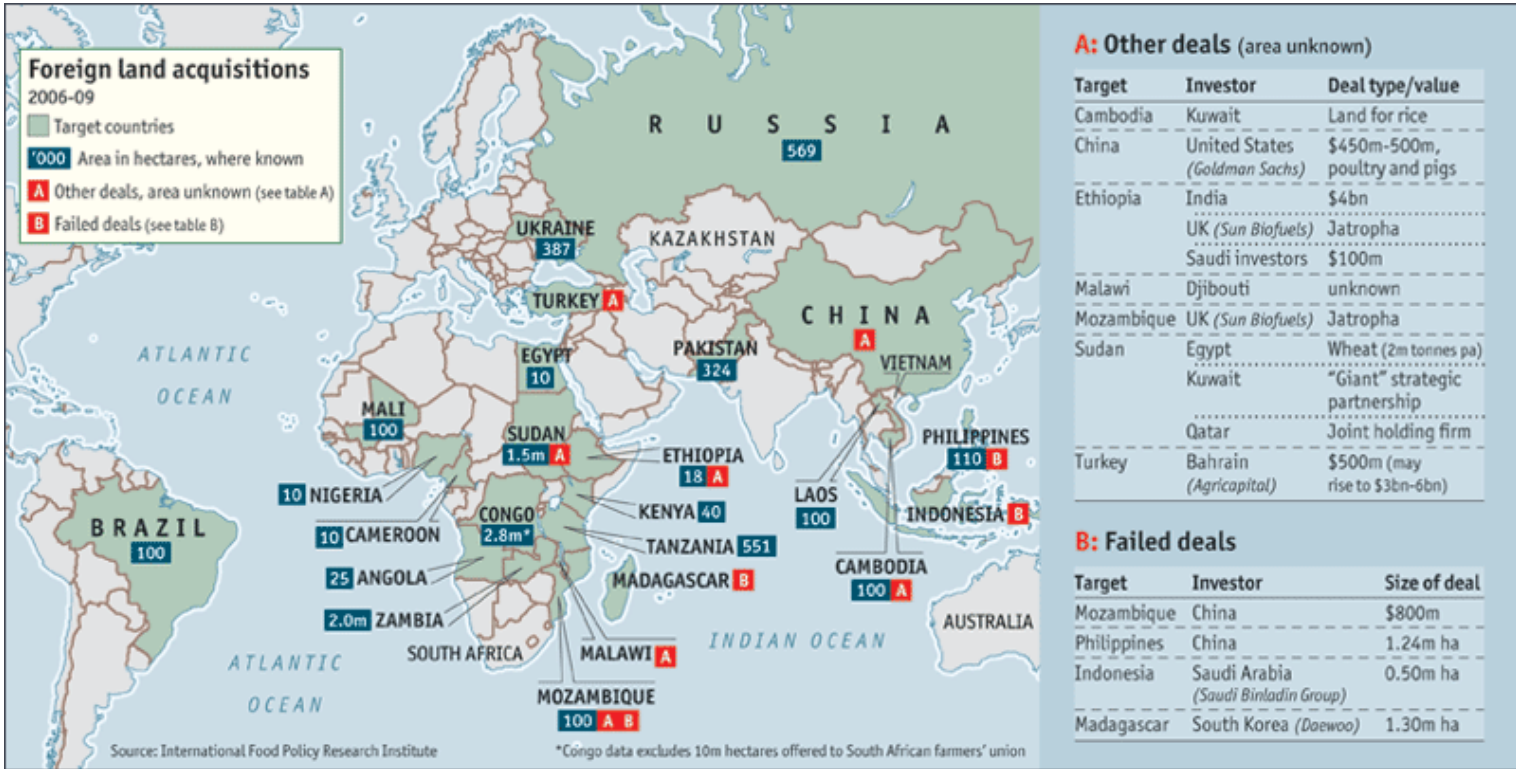 Foreign land acquisitions
2006-09
Target countries
'000 Area in hectares, where known
A Other deals, area unknown (see table A)
B Failed deals (see table B)
R U S S I A
569
UKRAINE
387
KAZAKHSTAN
TURKEY A
C H I N A
A
ATLANTIC
OCEAN
EGYPT
10
PAKISTAN
324
VIETNAM
MALI
100
SUDAN
1.5m A
ETHIOPIA
18 A
PHILIPPINES
110 B
10 NIGERIA
LAOS
100
KENYA 40
INDONESIA B
BRAZIL
100
10 CAMEROON
CONGO
2.8m*
TANZANIA 551
25 ANGOLA
MADAGASCAR B
CAMBODIA
100 A
2.0m ZAMBIA
AUSTRALIA
SOUTH AFRICA
MALAWI A
INDIAN OCEAN
ATLANTIC
OCEAN
MOZAMBIQUE
100 A B
Source: International Food Policy Research Institute
*Congo data excludes 10m hectares offered to South African farmers' union
A: Other deals (area unknown)
Target Investor Deal type/value
Cambodia Kuwait Land for rice
China United States $450m-500m,
(Goldman Sachs) poultry and pigs
Ethiopia India $4bn
UK (Sun Biofuels) Jatropha
Saudi investors $100m
Malawi Djibouti unknown
Mozambique UK (Sun Biofuels) Jatropha
Sudan Egypt Wheat (2m tonnes pa)
Kuwait "Giant" strategic
partnership
Qatar Joint holding firm
Turkey Bahrain $500m (may
(Agricapital) rise to $3bn-6bn)
B: Failed deals
Target Investor Size of deal
Mozambique China $800m
Philippines China 1.24m ha
Indonesia Saudi Arabia 0.50m ha
(Saudi Binladin Group)
Madagascar South Korea (Daewoo) 1.30m ha